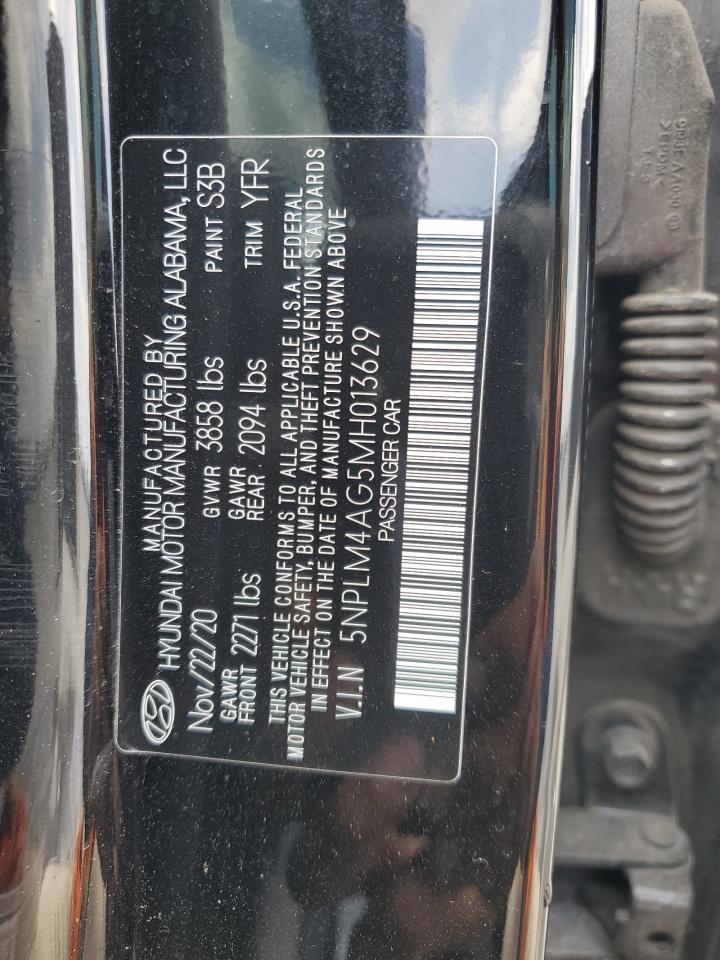 MANUFACTURED BY
HYUNDAI MOTOR MANUFACTURING ALABAMA, LLC
Nov/22/20 GVWR 3858 lbs PAINT S3B
GAWR FRONT 2271 lbs GAWR REAR 2094 lbs TRIM YFR
THIS VEHICLE CONFORMS TO ALL APPLICABLE U.S.A. FEDERAL
MOTOR VEHICLE SAFETY, BUMPER, AND THEFT PREVENTION STANDARDS
IN EFFECT ON THE DATE OF MANUFACTURE SHOWN ABOVE
V.I.N 5NPLM4AG5MH013629
PASSENGER CAR